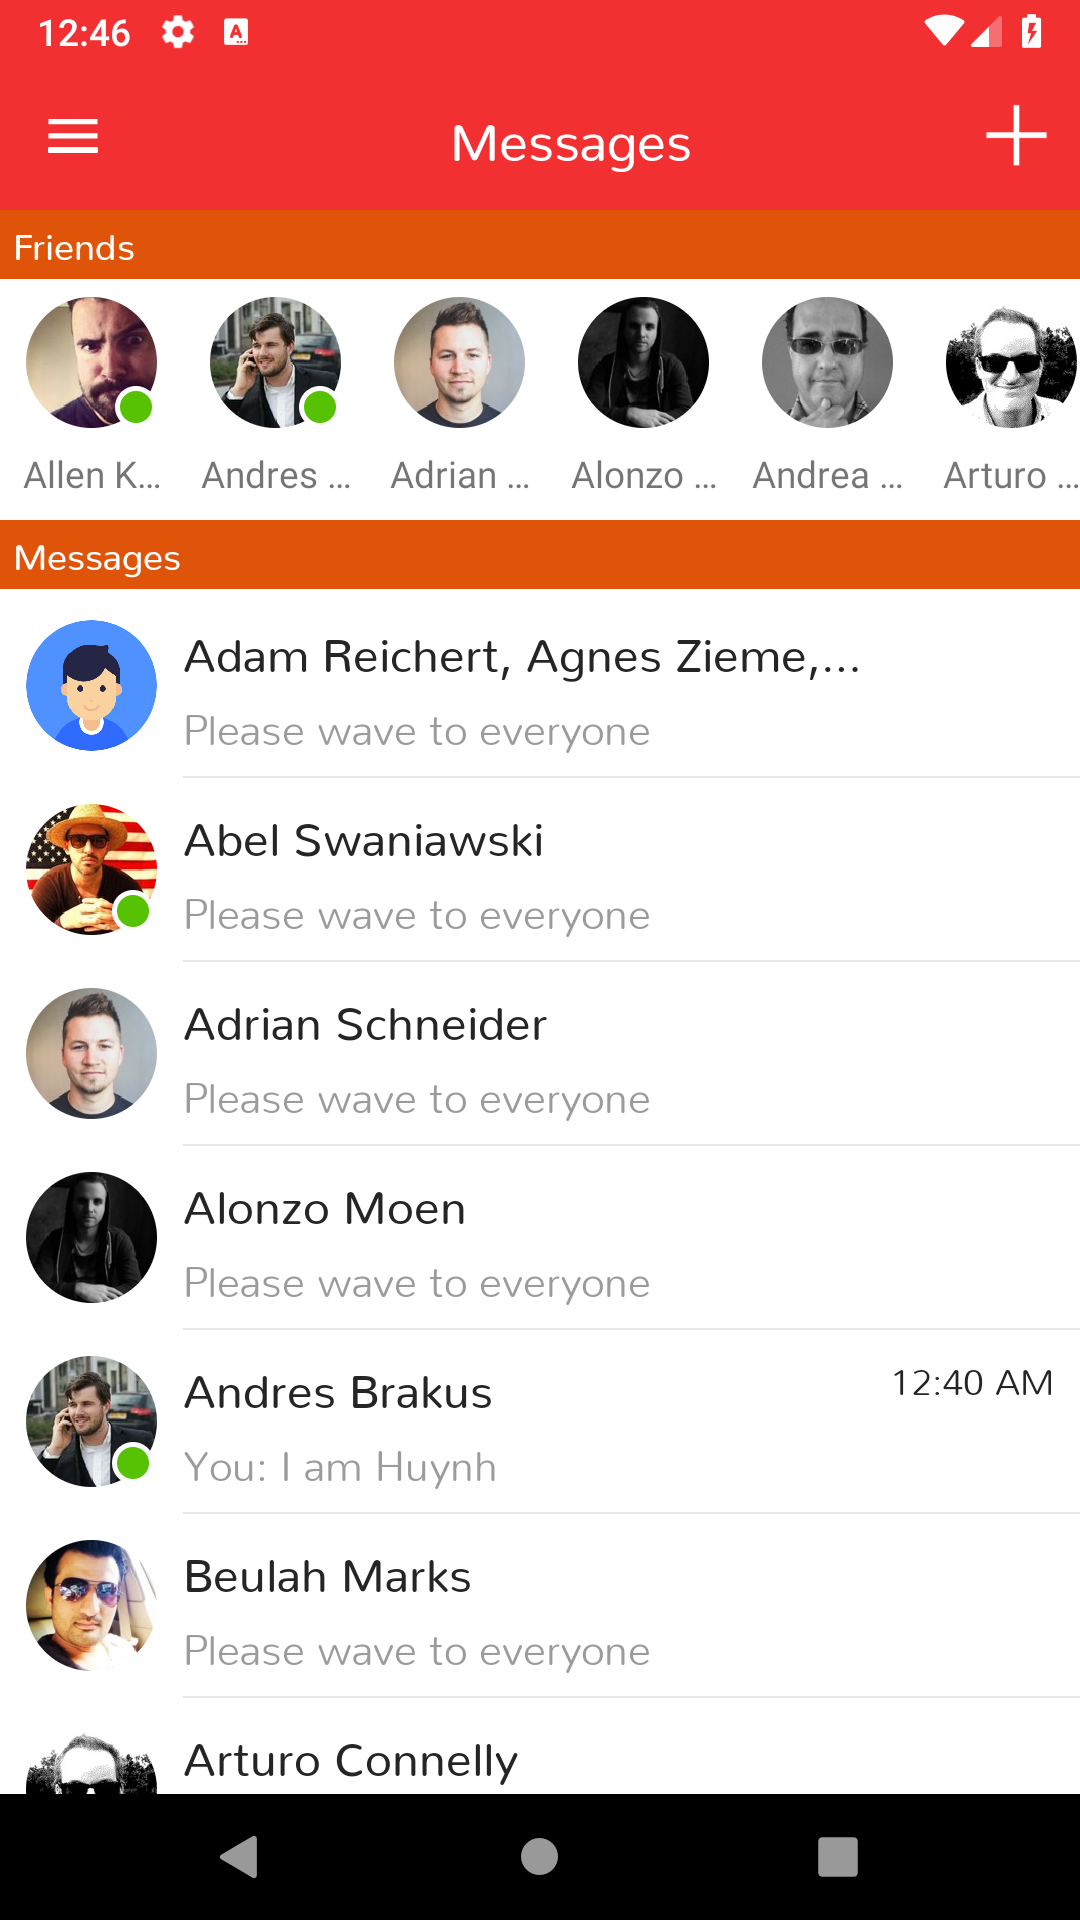 12:46
Messages
Friends
Allen K...
Andres ...
Adrian ...
Alonzo ...
Andrea ...
Arturo ...
Messages
Adam Reichert, Agnes Zieme,...
Please wave to everyone
Abel Swaniawski
Please wave to everyone
Adrian Schneider
Please wave to everyone
Alonzo Moen
Please wave to everyone
Andres Brakus
12:40 AM
You: I am Huynh
Beulah Marks
Please wave to everyone
Arturo Connelly